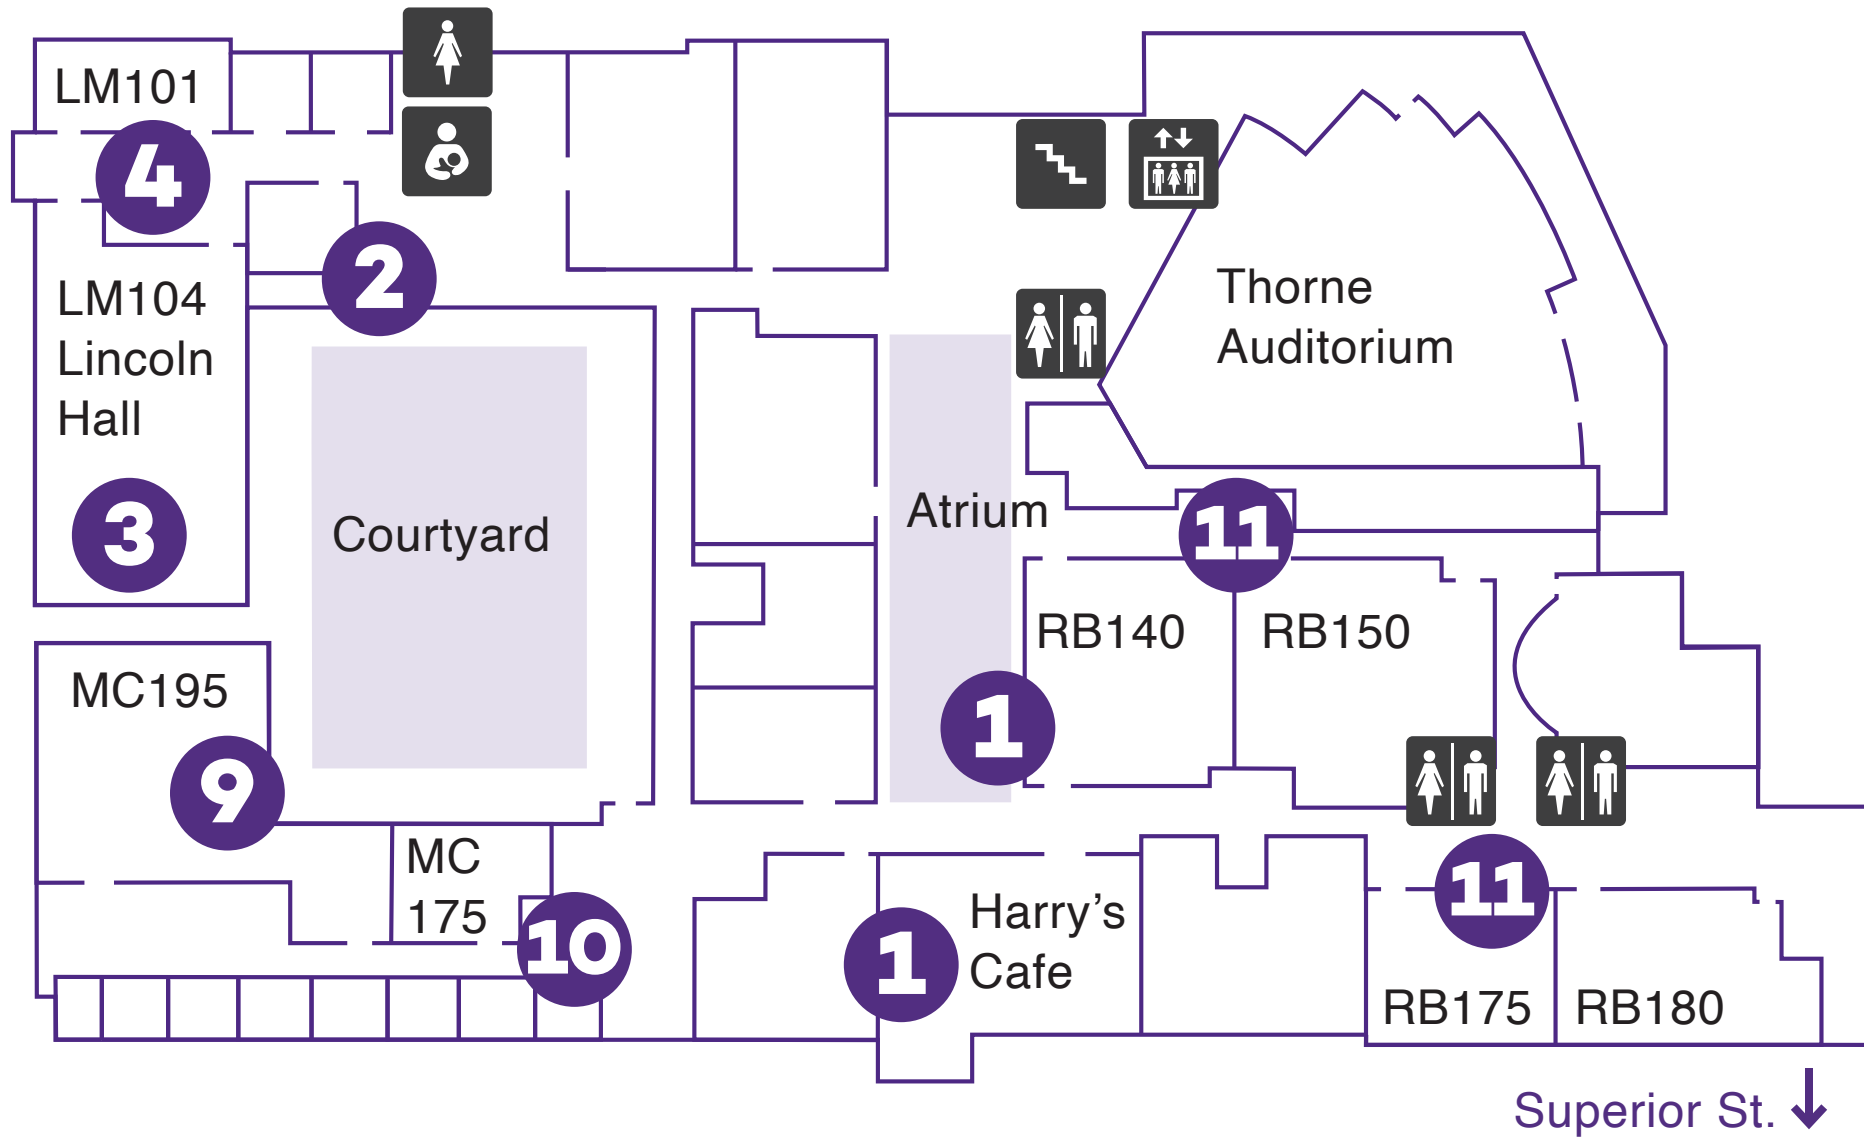 LM101
4
2
LM104
Lincoln
Hall
3
Courtyard
Thorne
Auditorium
Atrium
11
RB140
RB150
1
MC195
9
MC
175
10
1
Harry’s
Cafe
11
RB175
RB180
Superior St.